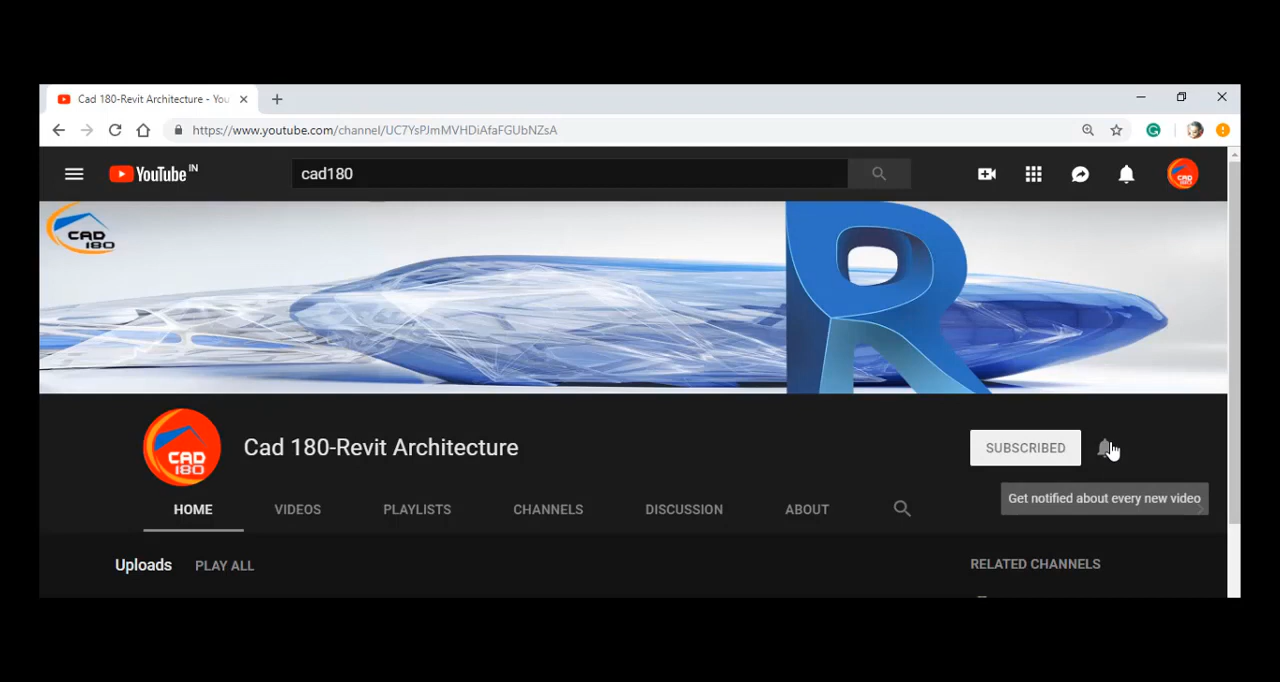 Cad 180-Revit Architecture - You
https://www.youtube.com/channel/UC7YsPJmMVHDiAfaFGUbNZsA
YouTube IN
cad180
CAD
180
R
CAD
180
Cad 180-Revit Architecture
SUBSCRIBED
Get notified about every new video
HOME VIDEOS PLAYLISTS CHANNELS DISCUSSION ABOUT
Uploads PLAY ALL
RELATED CHANNELS